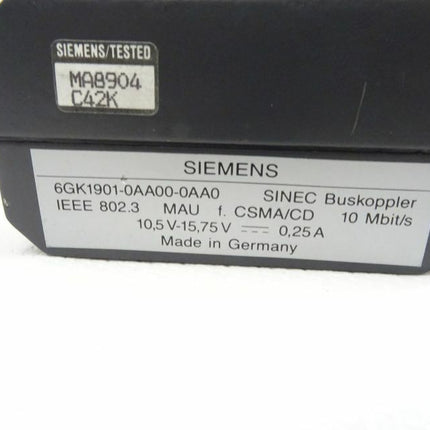 SIEMENS/TESTED
MA8904
C42K
SIEMENS
6GK1901-0AA00-0AA0 SINEC Buskoppler
IEEE 802.3 MAU f. CSMA/CD 10 Mbit/s
10,5 V-15,75 V ⎓ 0,25 A
Made in Germany